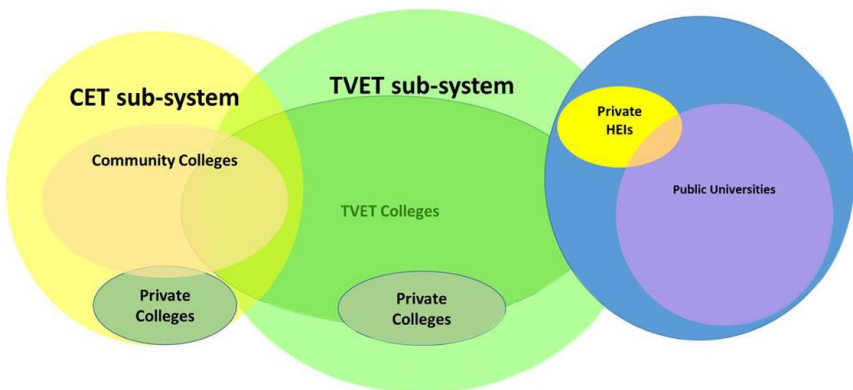 CET sub-system
TVET sub-system
Community Colleges
TVET Colleges
Private
Colleges
Private
Colleges
Private
HEIs
Public Universities